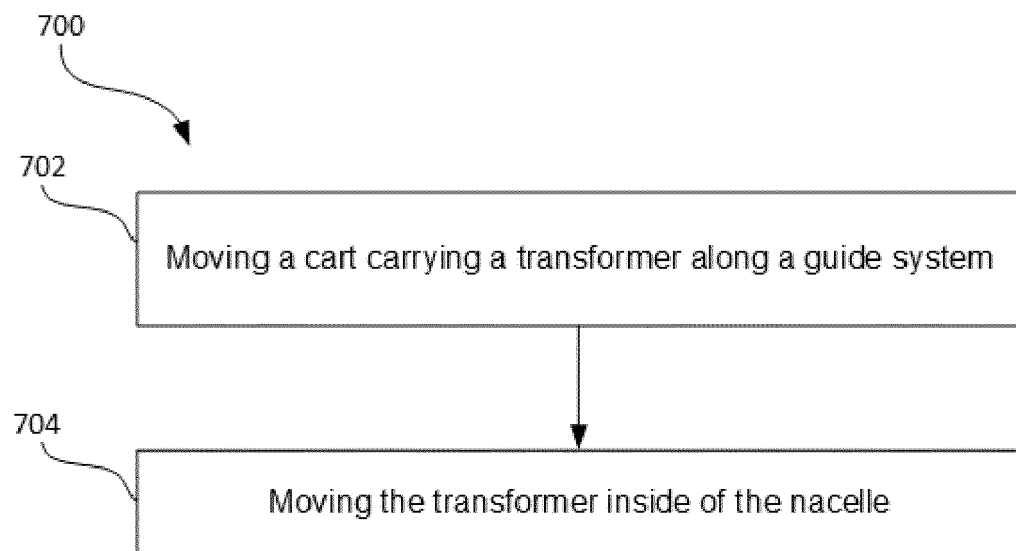 700
702
Moving a cart carrying a transformer along a guide system
704
Moving the transformer inside of the nacelle